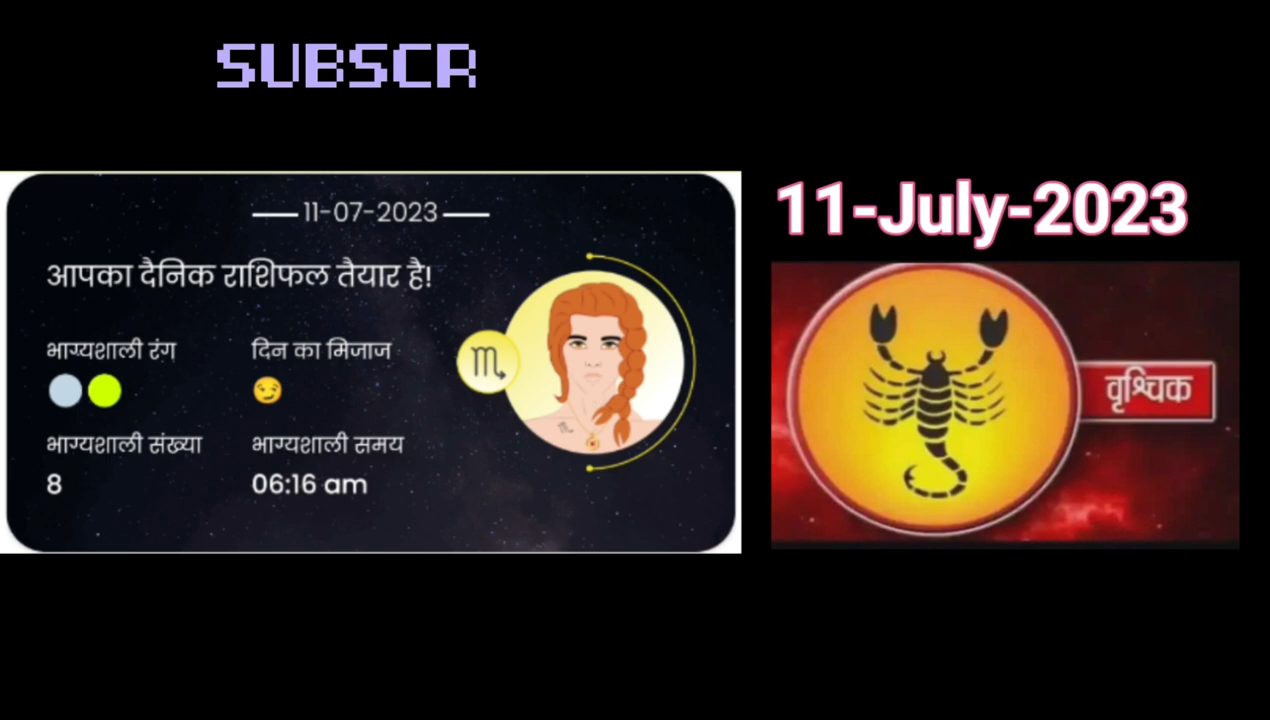 SUBSCR
11-07-2023
आपका दैनिक राशिफल तैयार है!
भाग्यशाली रंग
दिन का मिजाज
भाग्यशाली संख्या
भाग्यशाली समय
8
06:16 am
11-July-2023
वृश्चिक